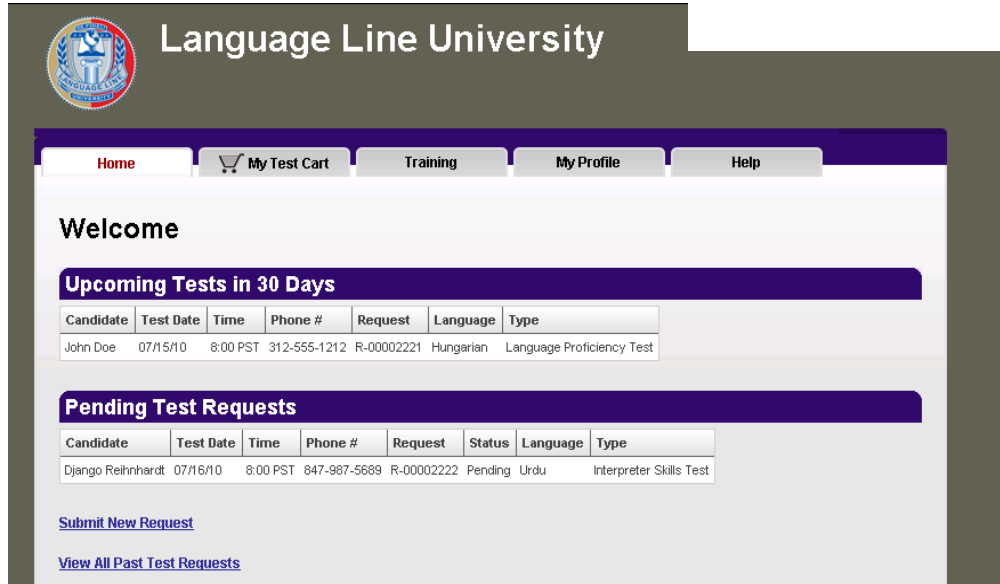 Language Line University
LANGUAGE LINE
UNIVERSITY
Home My Test Cart Training My Profile Help
Welcome
Upcoming Tests in 30 Days
Candidate Test Date Time Phone # Request Language Type
John Doe 07/15/10 8:00 PST 312-555-1212 R-00002221 Hungarian Language Proficiency Test
Pending Test Requests
Candidate Test Date Time Phone # Request Status Language Type
Django Reihnhardt 07/16/10 8:00 PST 847-987-5689 R-00002222 Pending Urdu Interpreter Skills Test
Submit New Request
View All Past Test Requests